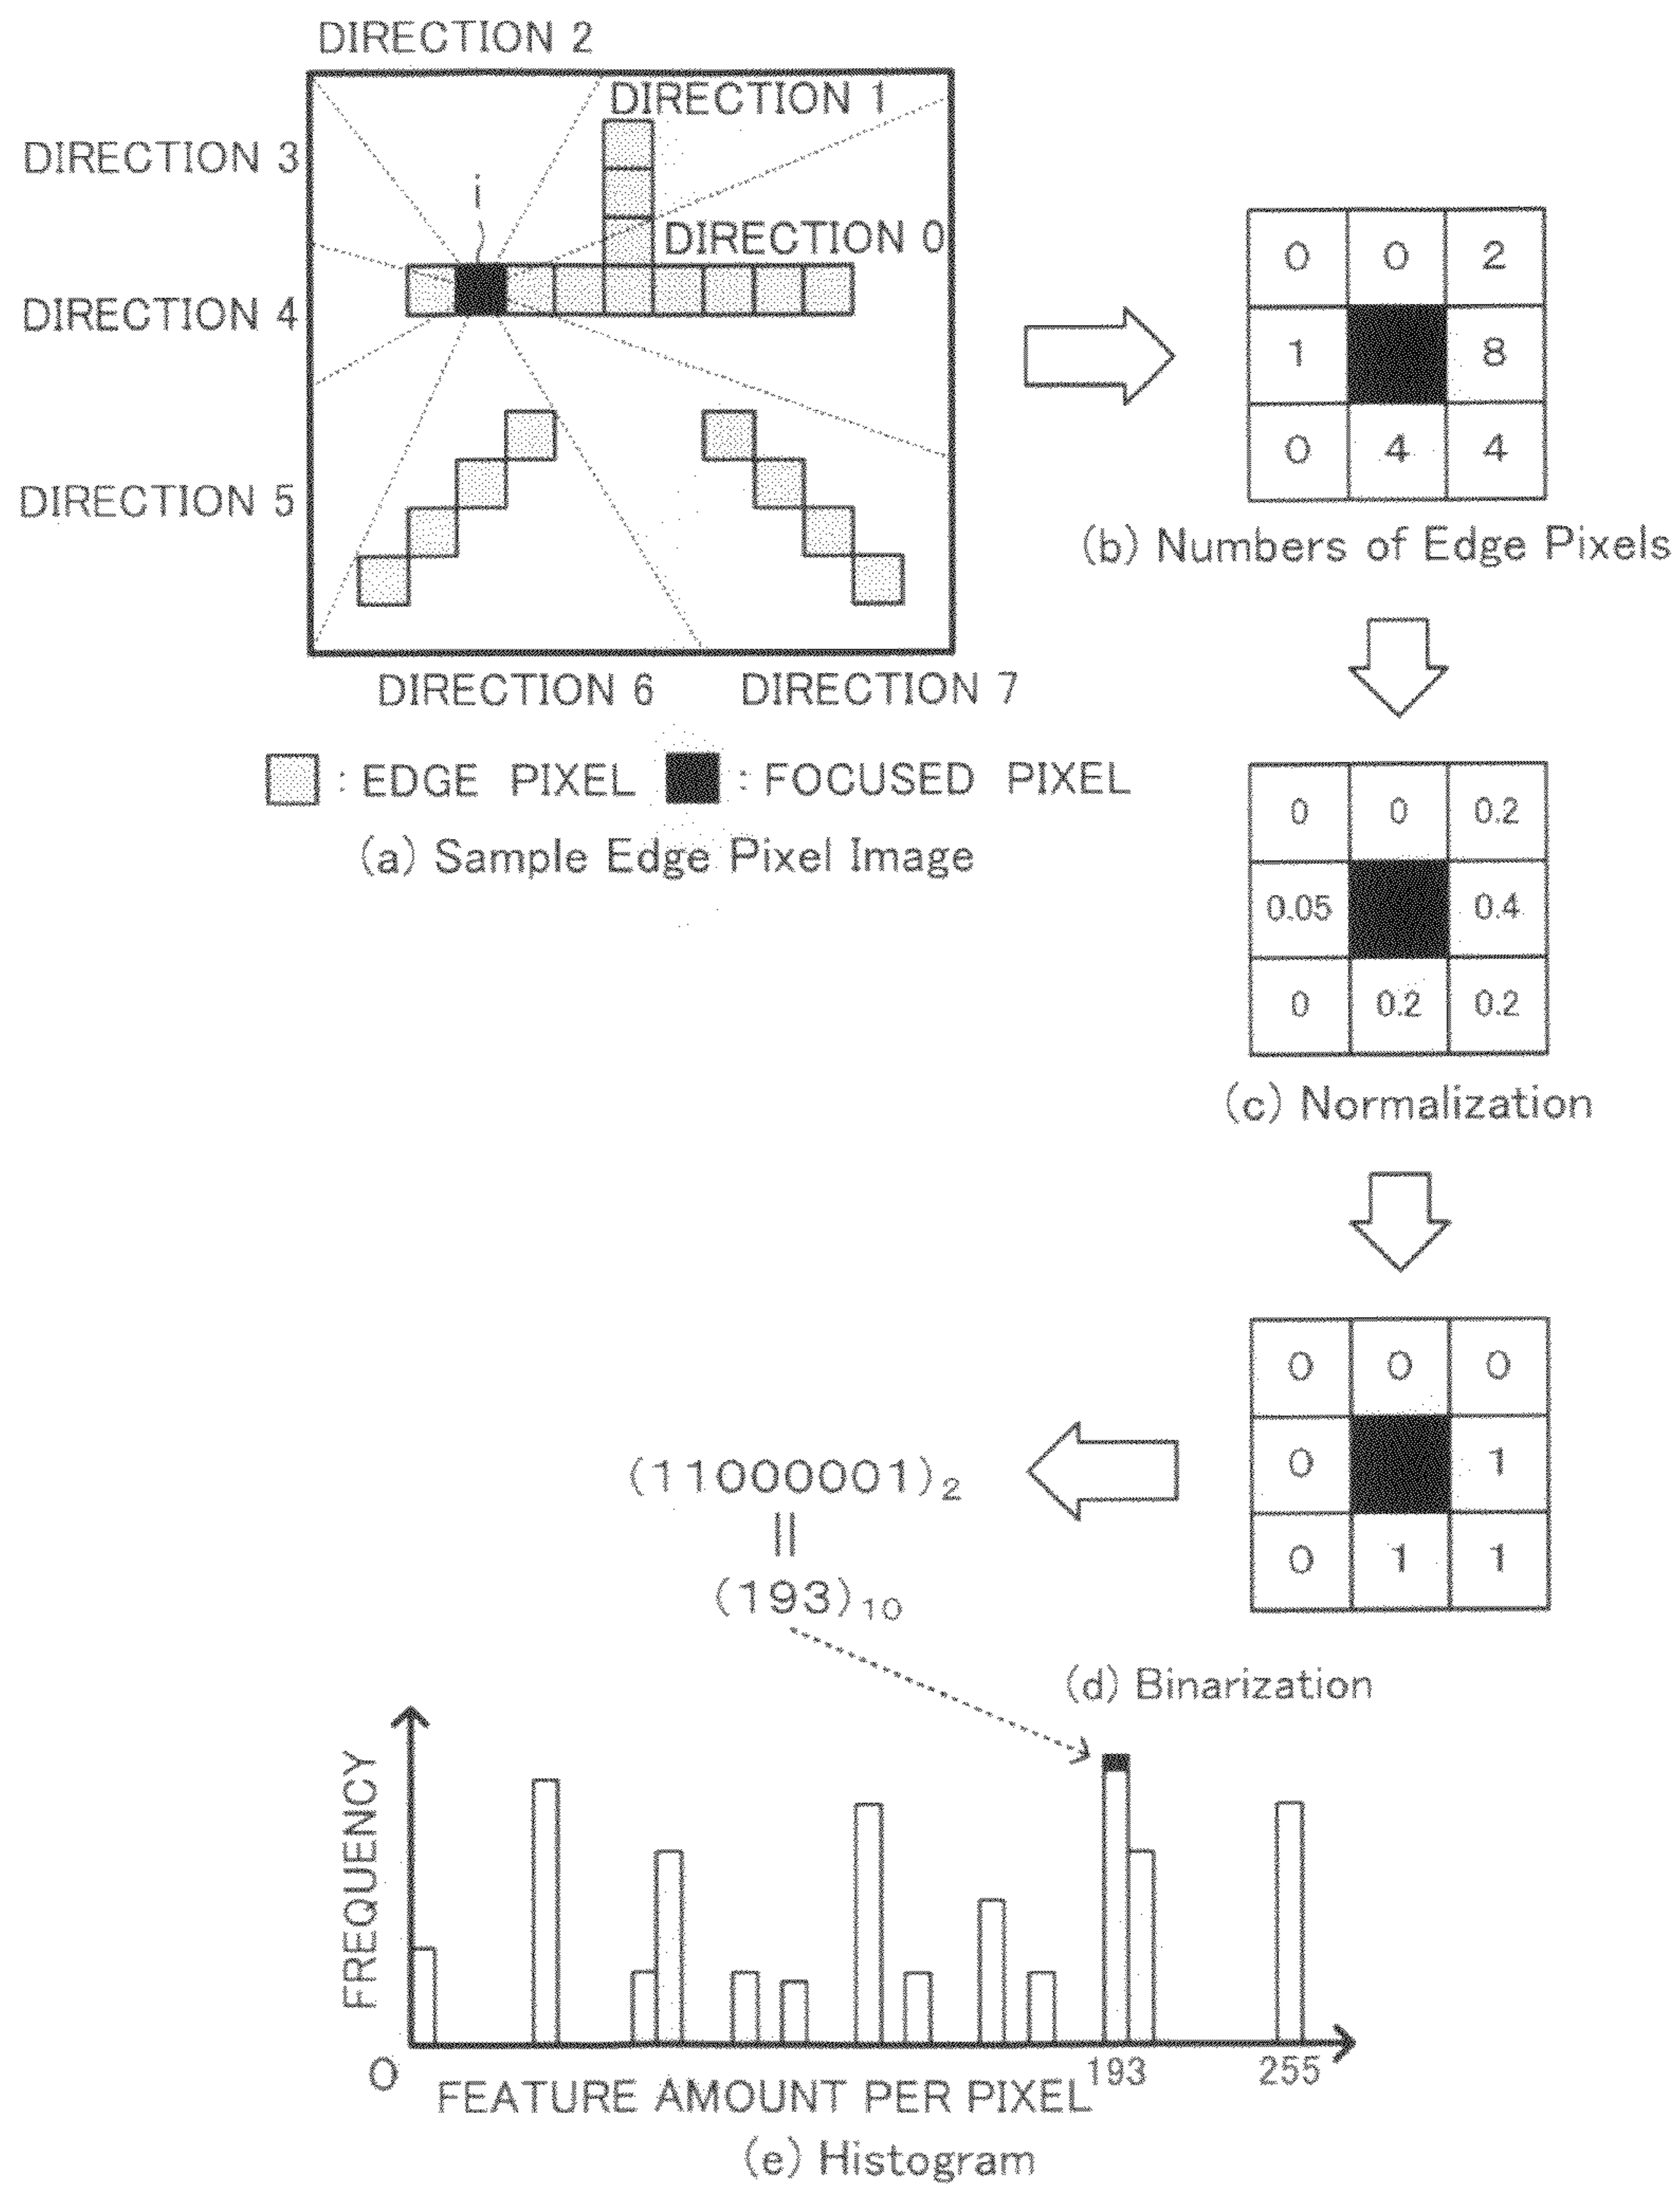 DIRECTION 2
DIRECTION 1
DIRECTION 3
i
DIRECTION 0
DIRECTION 4
DIRECTION 5
DIRECTION 6 DIRECTION 7
: EDGE PIXEL : FOCUSED PIXEL
(a) Sample Edge Pixel Image
0 0 2
1 8
0 4 4
(b) Numbers of Edge Pixels
0 0 0.2
0.05 0.4
0 0.2 0.2
(c) Normalization
0 0 0
0 1
0 1 1
(d) Binarization
(11000001)2
=
(193)10
FREQUENCY
0 193 255
FEATURE AMOUNT PER PIXEL
(e) Histogram